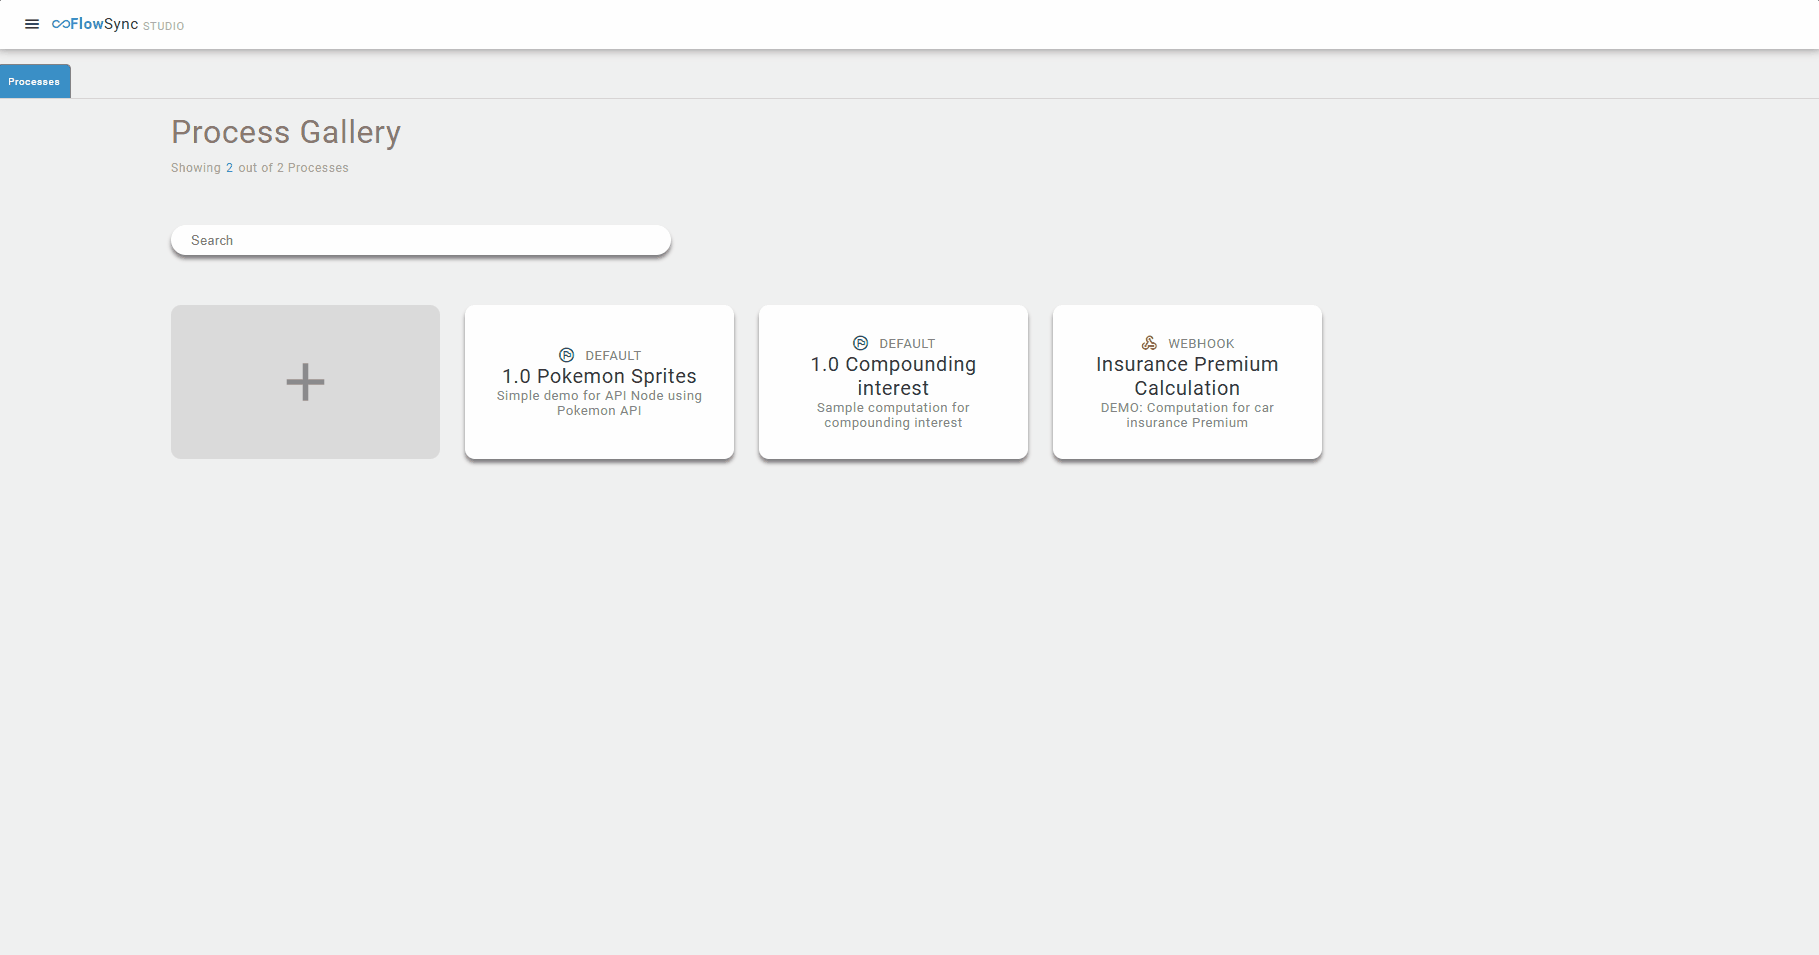 FlowSync STUDIO
Processes
Process Gallery
Showing 2 out of 2 Processes
Search
DEFAULT
1.0 Pokemon Sprites
Simple demo for API Node using
Pokemon API
DEFAULT
1.0 Compounding
interest
Sample computation for
compounding interest
WEBHOOK
Insurance Premium
Calculation
DEMO: Computation for car
insurance Premium